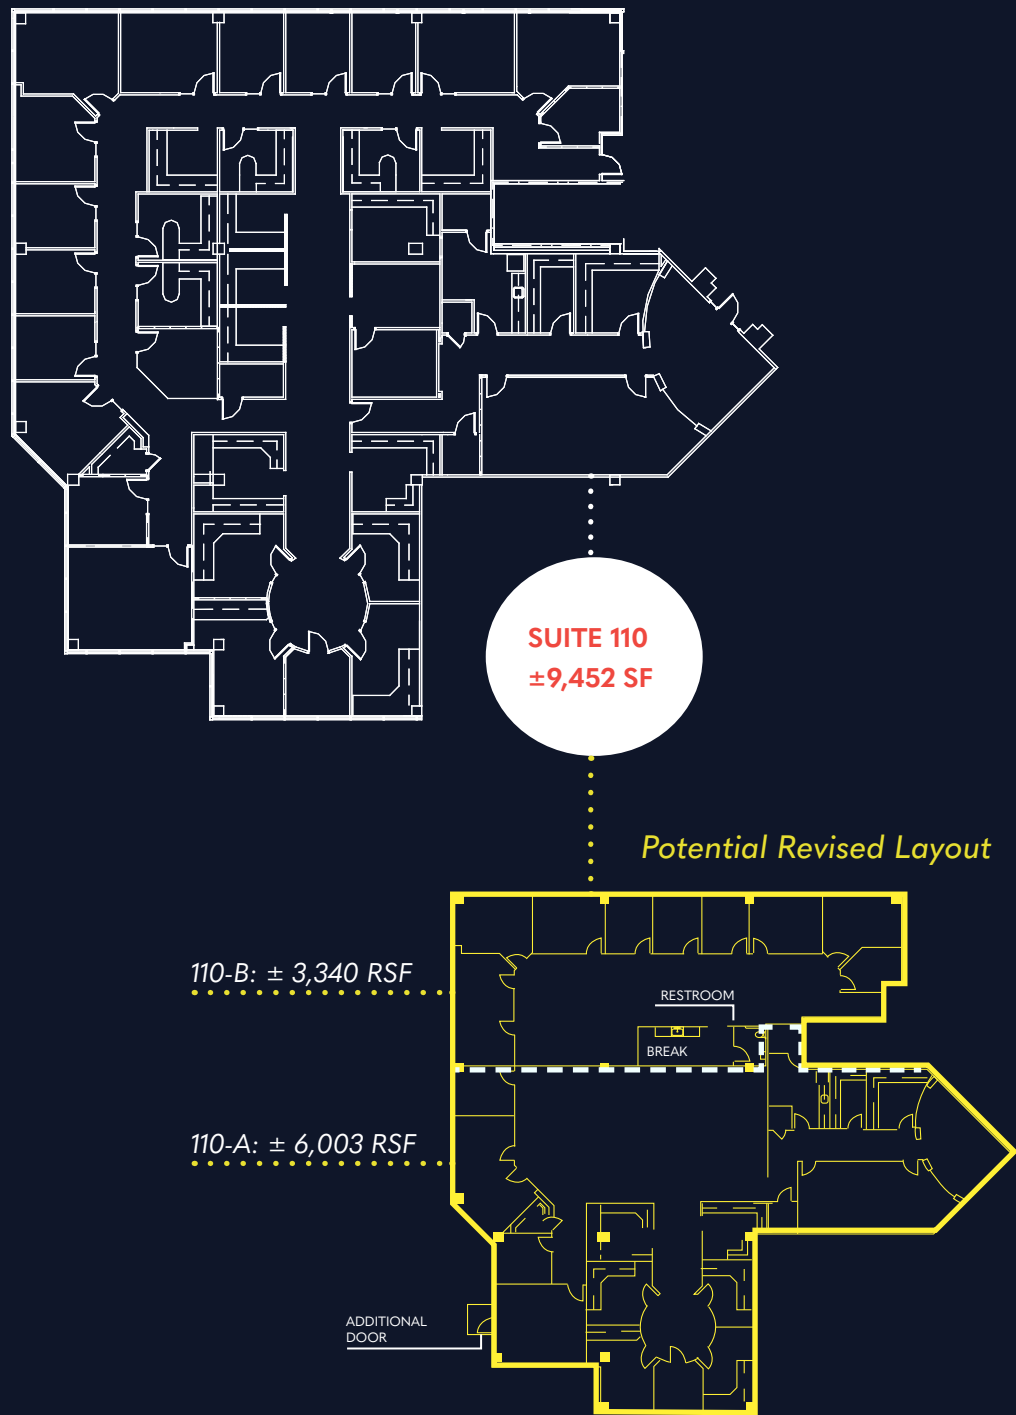 SUITE 110
±9,452 SF
Potential Revised Layout
110-B: ± 3,340 RSF
RESTROOM
BREAK
110-A: ± 6,003 RSF
ADDITIONAL
DOOR